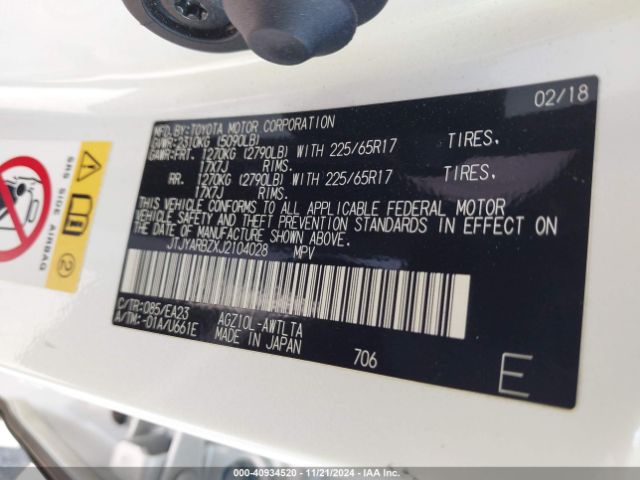 02/18
MFD. BY: TOYOTA MOTOR CORPORATION
GVWR: 2310KG (5090LB)
GAWR: FRT. 1270KG (2790LB) WITH 225/65R17 TIRES,
17X7J RIMS.
RR. 1270KG (2790LB) WITH 225/65R17 TIRES,
17X7J RIMS.
THIS VEHICLE CONFORMS TO ALL APPLICABLE FEDERAL MOTOR
VEHICLE SAFETY AND THEFT PREVENTION STANDARDS IN EFFECT ON
THE DATE OF MANUFACTURE SHOWN ABOVE.
JTJYARBZXJ2104028 MPV
C/TR: 085/EA23 AGZ10L-AWTLTA
A/TM: -01A/U661E MADE IN JAPAN 706
E
SRS SIDE AIRBAG
2
000-40934520 - 11/21/2024 - IAA Inc.